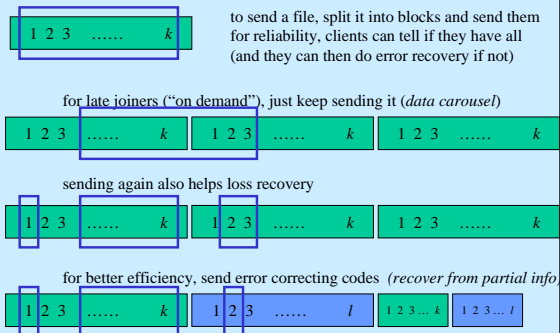 to send a file, split it into blocks and send them
1 2 3 ...... k
for reliability, clients can tell if they have all
(and they can then do error recovery if not)
for late joiners (“on demand”), just keep sending it (data carousel)
1 2 3 ...... k 1 2 3 ...... k 1 2 3 ...... k
sending again also helps loss recovery
1 2 3 ...... k 1 2 3 ...... k 1 2 3 ...... k
for better efficiency, send error correcting codes (recover from partial info)
1 2 3 ...... k 1 2 3 ...... l 1 2 3 ... k 1 2 3 ... l